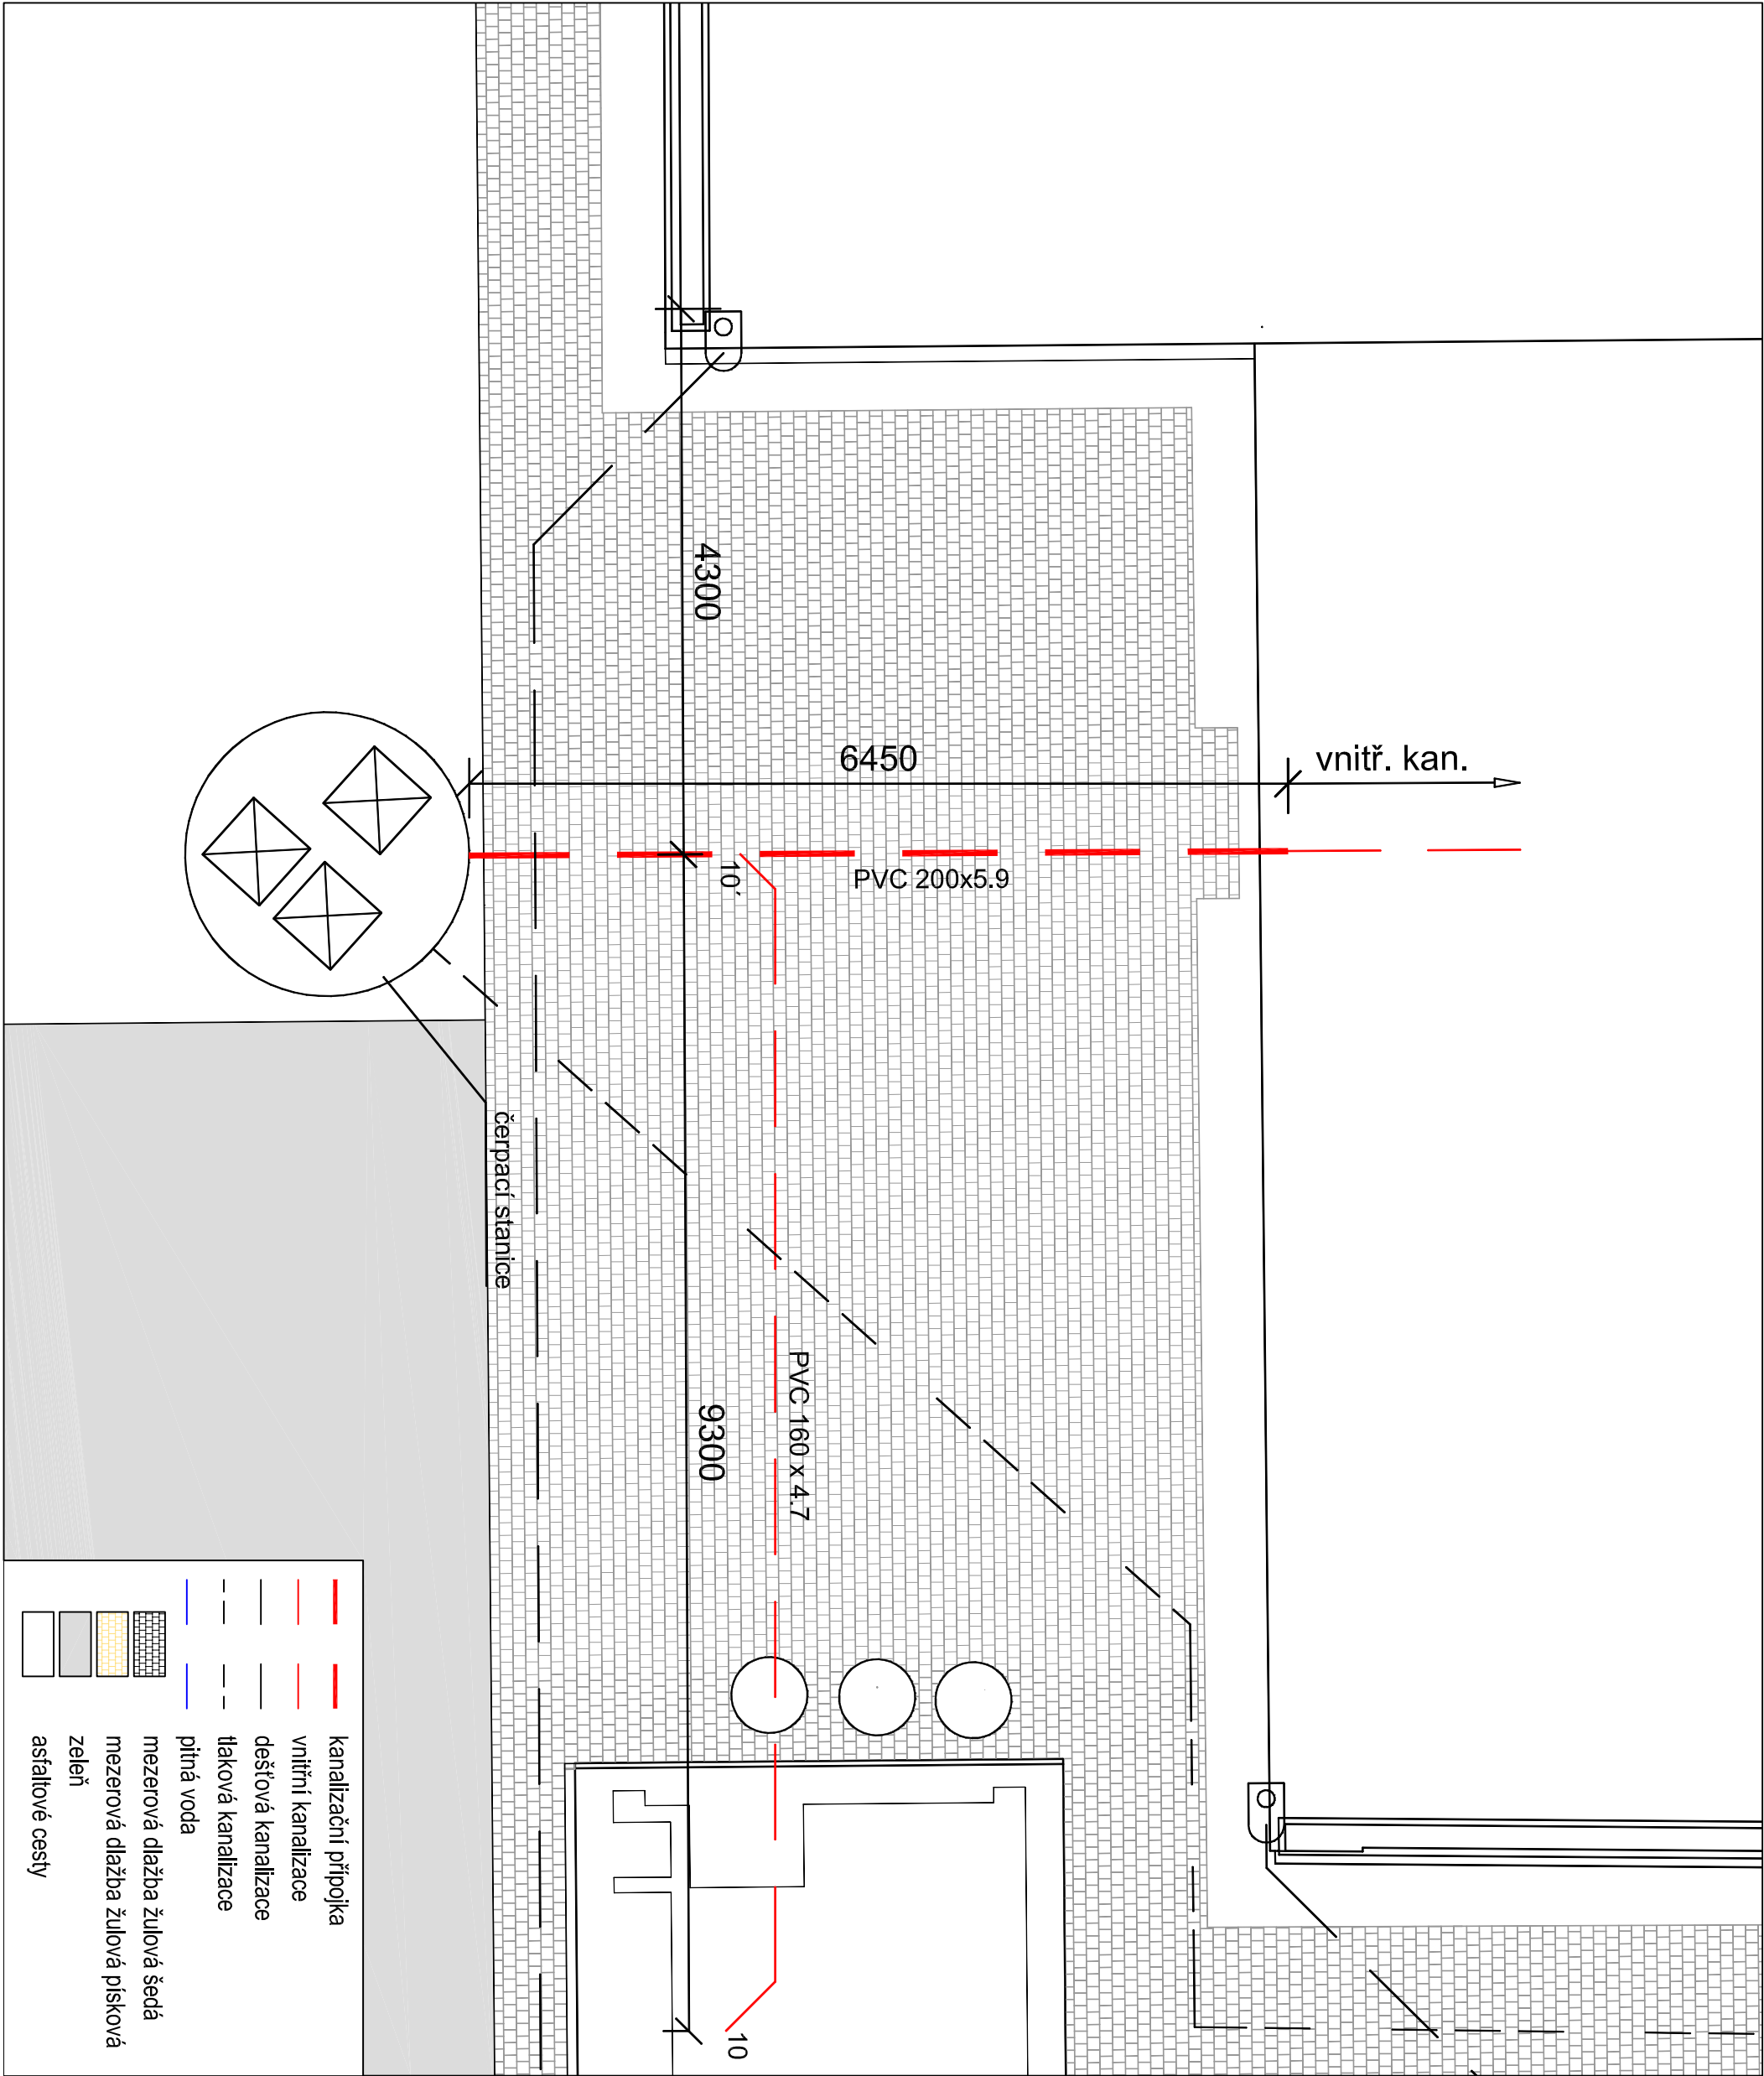 4300
6450
vnitř. kan.
10´
PVC 200x5.9
čerpací stanice
PVC 160 x 4.7
9300
10
kanalizační přípojka
vnitřní kanalizace
dešťová kanalizace
tlaková kanalizace
pitná voda
mezerová dlažba žulová šedá
mezerová dlažba žulová písková
zeleň
asfaltové cesty